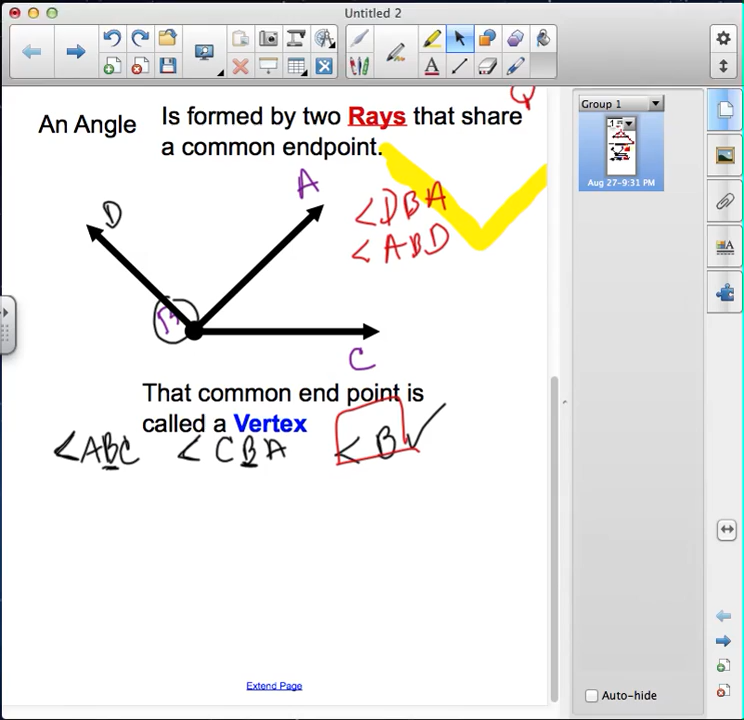 Untitled 2
Group 1
Aug 27-9:31 PM
Q
An Angle
Is formed by two Rays that share
a common endpoint.
A
D
<DBA
<ABD
C
That common end point is
called a Vertex
<ABC <CBA <B✓
Extend Page
Auto-hide